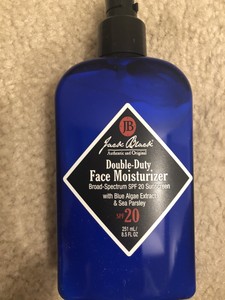 JB
Jack Black
Authentic and Original
Double-Duty
Face Moisturizer
Broad-Spectrum SPF 20 Sunscreen
with Blue Algae Extract
& Sea Parsley
SPF 20
251 mL/
8.5 FL OZ